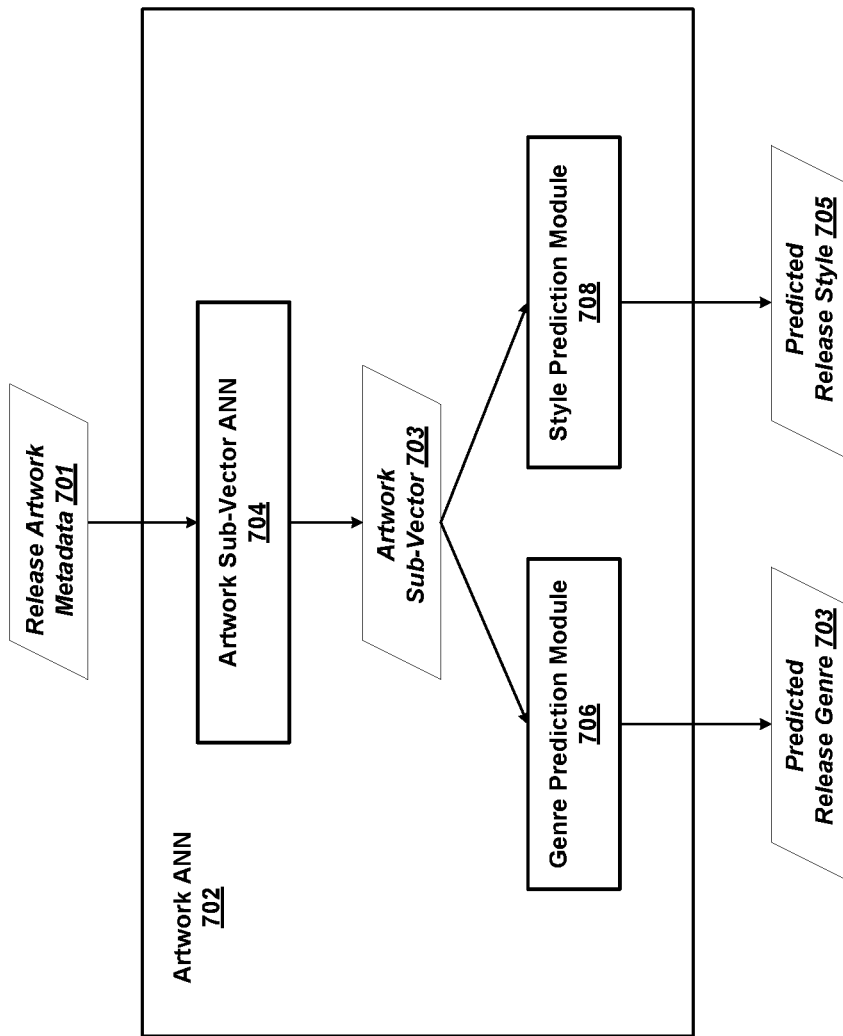 Release Artwork
Metadata 701
Artwork ANN
702
Artwork Sub-Vector ANN
704
Artwork
Sub-Vector 703
Genre Prediction Module
706
Style Prediction Module
708
Predicted
Release Genre 703
Predicted
Release Style 705